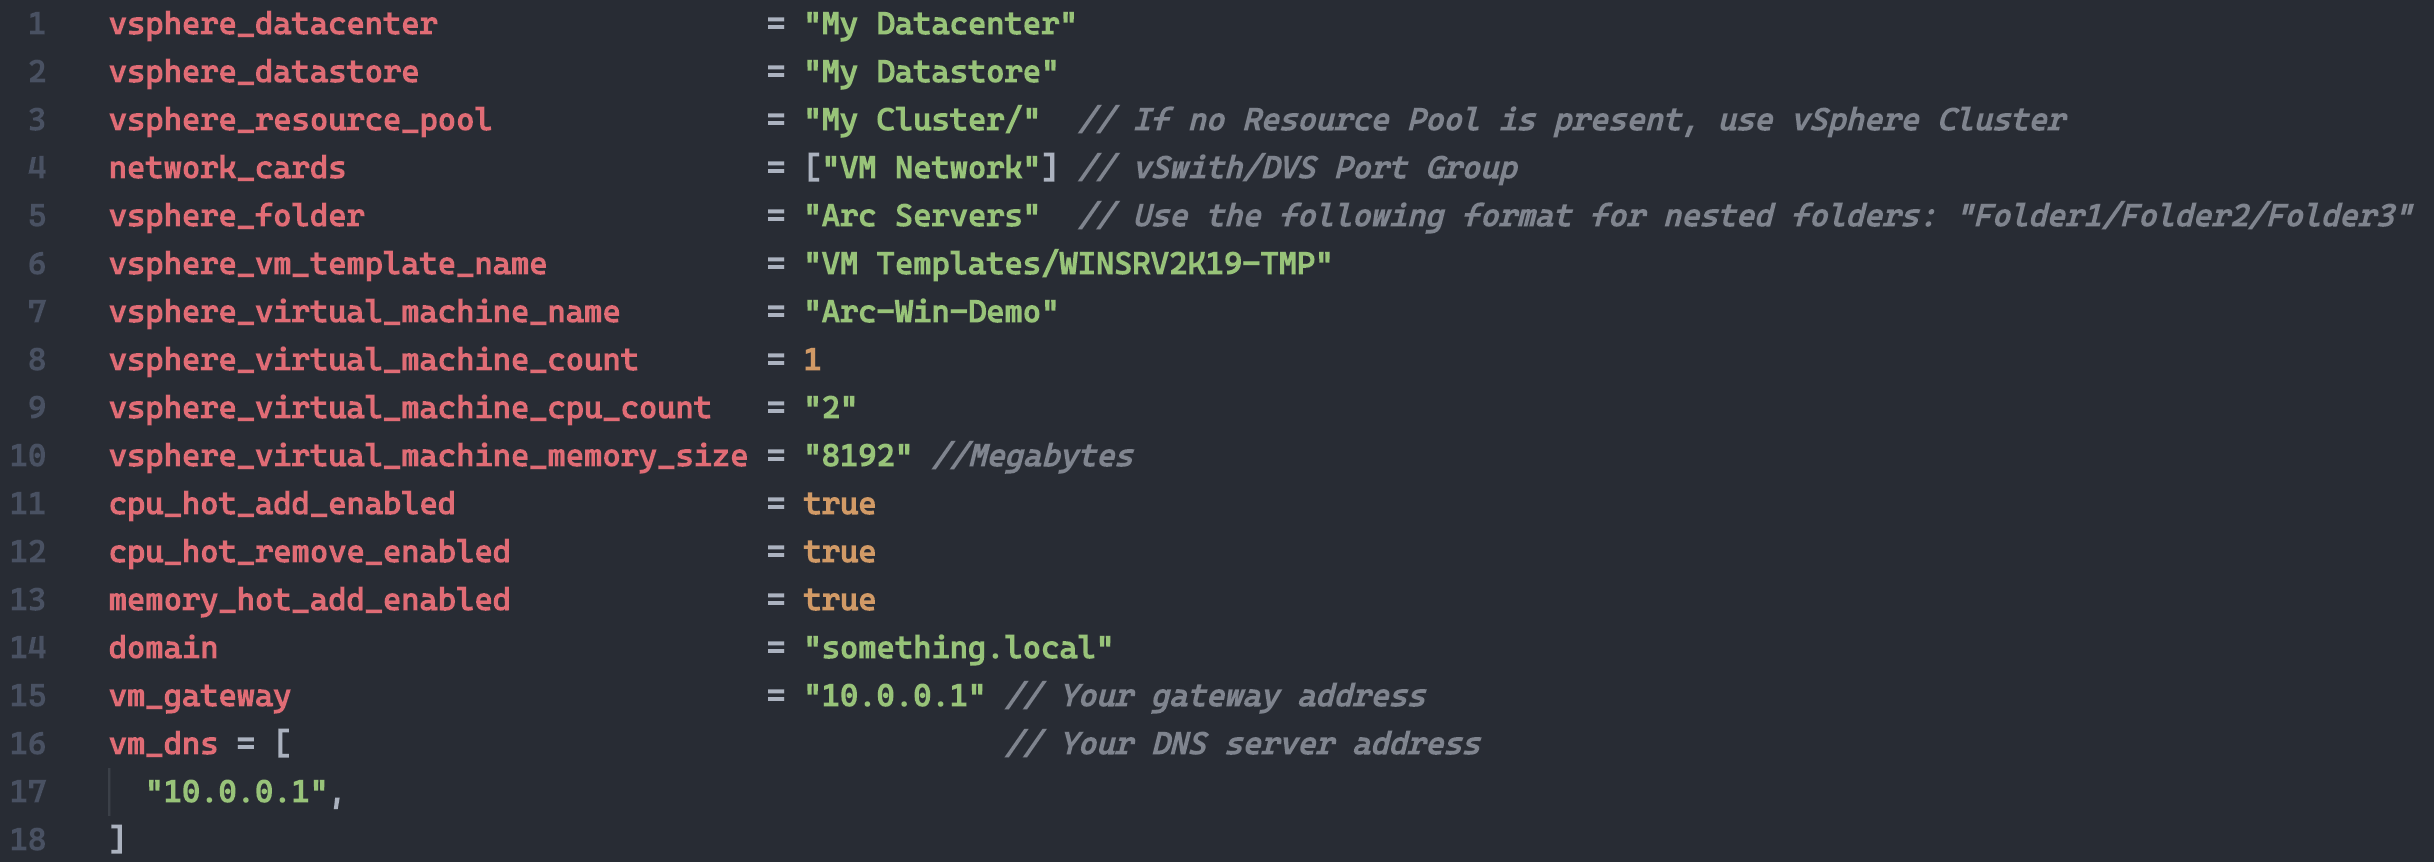 1 vsphere_datacenter = "My Datacenter"
2 vsphere_datastore = "My Datastore"
3 vsphere_resource_pool = "My Cluster/" // If no Resource Pool is present, use vSphere Cluster
4 network_cards = ["VM Network"] // vSwith/DVS Port Group
5 vsphere_folder = "Arc Servers" // Use the following format for nested folders: "Folder1/Folder2/Folder3"
6 vsphere_vm_template_name = "VM Templates/WINSRV2K19-TMP"
7 vsphere_virtual_machine_name = "Arc-Win-Demo"
8 vsphere_virtual_machine_count = 1
9 vsphere_virtual_machine_cpu_count = "2"
10 vsphere_virtual_machine_memory_size = "8192" //Megabytes
11 cpu_hot_add_enabled = true
12 cpu_hot_remove_enabled = true
13 memory_hot_add_enabled = true
14 domain = "something.local"
15 vm_gateway = "10.0.0.1" // Your gateway address
16 vm_dns = [ // Your DNS server address
17 "10.0.0.1",
18 ]